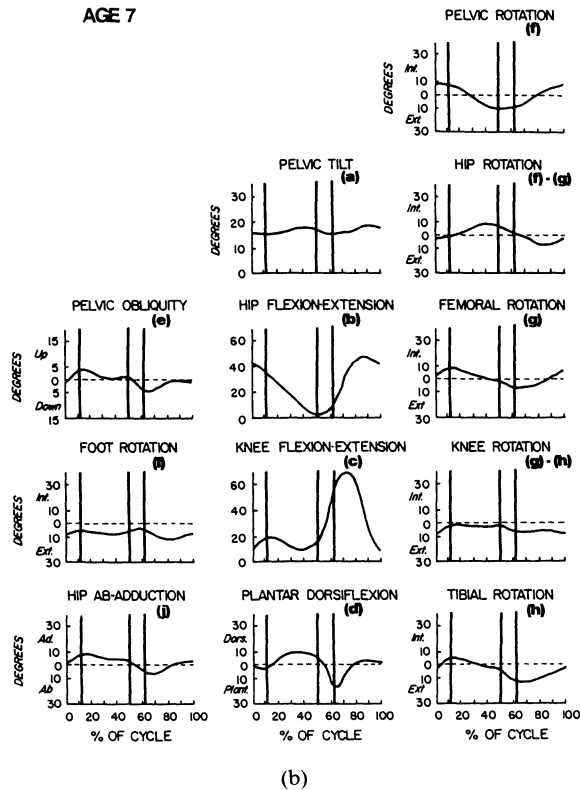 AGE 7
PELVIC ROTATION
(f)
DEGREES
Int.
Ext.
30
10
0
10
30
PELVIC TILT
(a)
DEGREES
30
20
10
0
HIP ROTATION
(f) - (g)
Int.
Ext.
30
10
0
10
30
PELVIC OBLIQUITY
(e)
DEGREES
Up
Down
15
5
0
5
15
HIP FLEXION-EXTENSION
(b)
60
40
20
0
FEMORAL ROTATION
(g)
Int.
Ext
30
10
0
10
30
FOOT ROTATION
(i)
DEGREES
Int.
Ext.
30
10
0
10
30
KNEE FLEXION-EXTENSION
(c)
60
40
20
0
KNEE ROTATION
(g) - (h)
Int.
Ext.
30
10
0
10
30
HIP AB-ADDUCTION
(j)
DEGREES
Ad.
Ab
30
10
0
10
30
0 20 40 60 80 100
% OF CYCLE
PLANTAR DORSIFLEXION
(d)
Dors.
Plant.
30
10
0
10
30
0 20 40 60 80 100
% OF CYCLE
TIBIAL ROTATION
(h)
Int.
Ext
30
10
0
10
30
0 20 40 60 80 100
% OF CYCLE
(b)